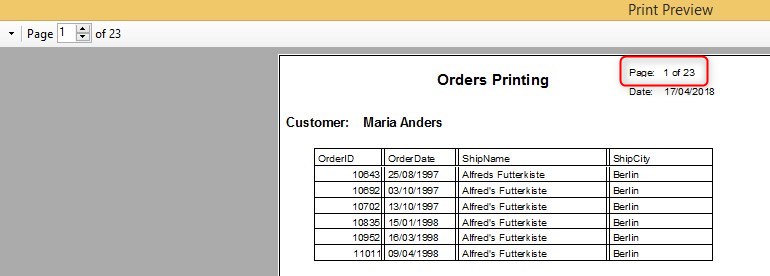 Print Preview
Page 1 of 23
Page: 1 of 23
Orders Printing
Date: 17/04/2018
Customer: Maria Anders
OrderID OrderDate ShipName ShipCity
10643 25/08/1997 Alfreds Futterkiste Berlin
10692 03/10/1997 Alfred's Futterkiste Berlin
10702 13/10/1997 Alfred's Futterkiste Berlin
10835 15/01/1998 Alfred's Futterkiste Berlin
10952 16/03/1998 Alfred's Futterkiste Berlin
11011 09/04/1998 Alfred's Futterkiste Berlin